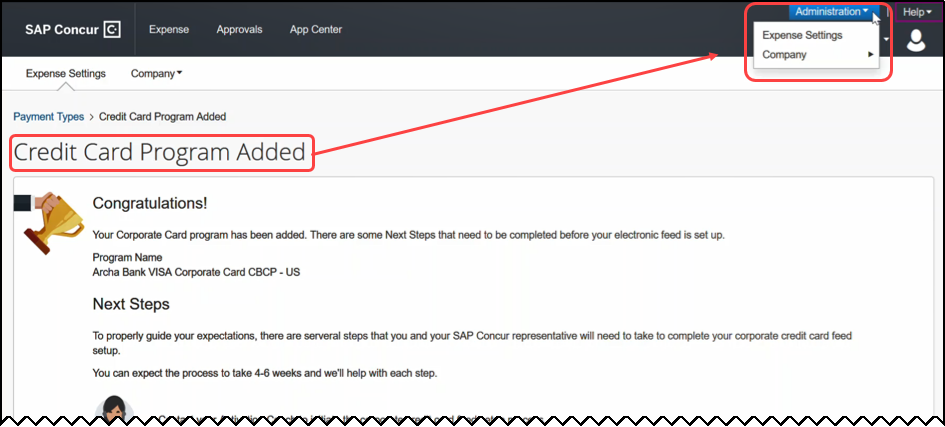 SAP Concur C Expense Approvals App Center Administration Help
Expense Settings
Company
Expense Settings Company
Payment Types > Credit Card Program Added
Credit Card Program Added
Congratulations!
Your Corporate Card program has been added. There are some Next Steps that need to be completed before your electronic feed is set up.
Program Name
Archa Bank VISA Corporate Card CBCP - US
Next Steps
To properly guide your expectations, there are serveral steps that you and your SAP Concur representative will need to take to complete your corporate credit card feed
setup.
You can expect the process to take 4-6 weeks and we'll help with each step.